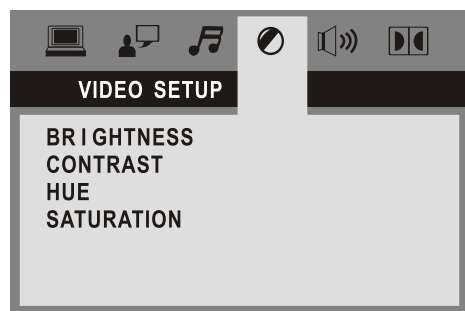 VIDEO SETUP
BRIGHTNESS
CONTRAST
HUE
SATURATION